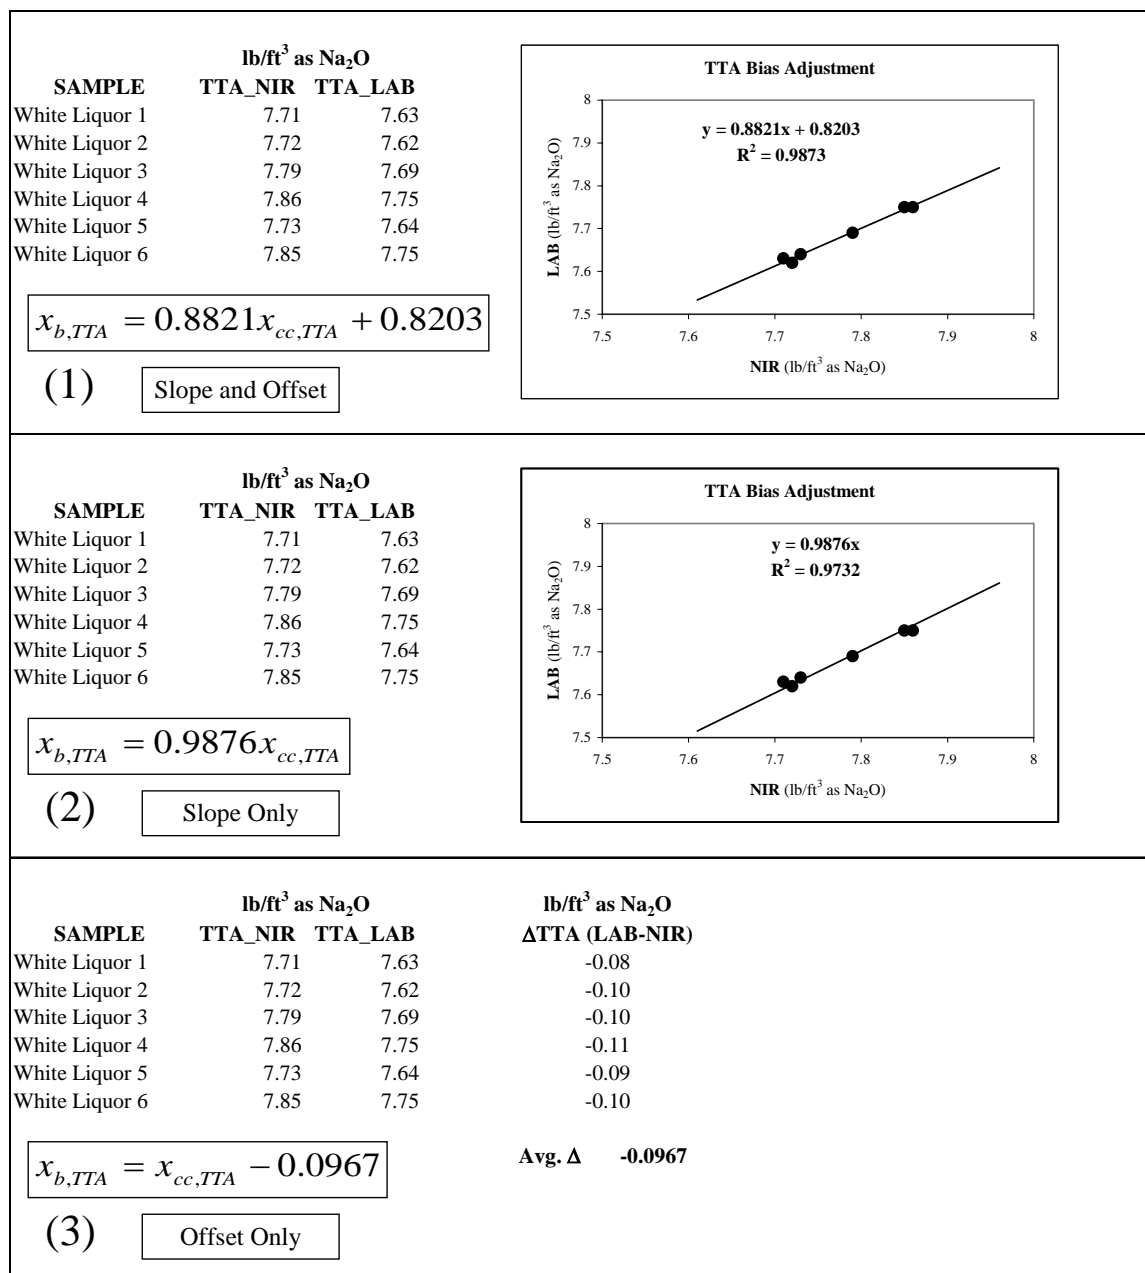 lb/ft³ as Na₂O
SAMPLE TTA_NIR TTA_LAB
White Liquor 1 7.71 7.63
White Liquor 2 7.72 7.62
White Liquor 3 7.79 7.69
White Liquor 4 7.86 7.75
White Liquor 5 7.73 7.64
White Liquor 6 7.85 7.75
x_{b,TTA} = 0.8821x_{cc,TTA} + 0.8203
(1) Slope and Offset
TTA Bias Adjustment
y = 0.8821x + 0.8203
R² = 0.9873
LAB (lb/ft³ as Na₂O)
8
7.9
7.8
7.7
7.6
7.5
7.5 7.6 7.7 7.8 7.9 8
NIR (lb/ft³ as Na₂O)
lb/ft³ as Na₂O
SAMPLE TTA_NIR TTA_LAB
White Liquor 1 7.71 7.63
White Liquor 2 7.72 7.62
White Liquor 3 7.79 7.69
White Liquor 4 7.86 7.75
White Liquor 5 7.73 7.64
White Liquor 6 7.85 7.75
x_{b,TTA} = 0.9876x_{cc,TTA}
(2) Slope Only
TTA Bias Adjustment
y = 0.9876x
R² = 0.9732
LAB (lb/ft³ as Na₂O)
8
7.9
7.8
7.7
7.6
7.5
7.5 7.6 7.7 7.8 7.9 8
NIR (lb/ft³ as Na₂O)
lb/ft³ as Na₂O lb/ft³ as Na₂O
SAMPLE TTA_NIR TTA_LAB ΔTTA (LAB-NIR)
White Liquor 1 7.71 7.63 -0.08
White Liquor 2 7.72 7.62 -0.10
White Liquor 3 7.79 7.69 -0.10
White Liquor 4 7.86 7.75 -0.11
White Liquor 5 7.73 7.64 -0.09
White Liquor 6 7.85 7.75 -0.10
x_{b,TTA} = x_{cc,TTA} − 0.0967
Avg. Δ -0.0967
(3) Offset Only